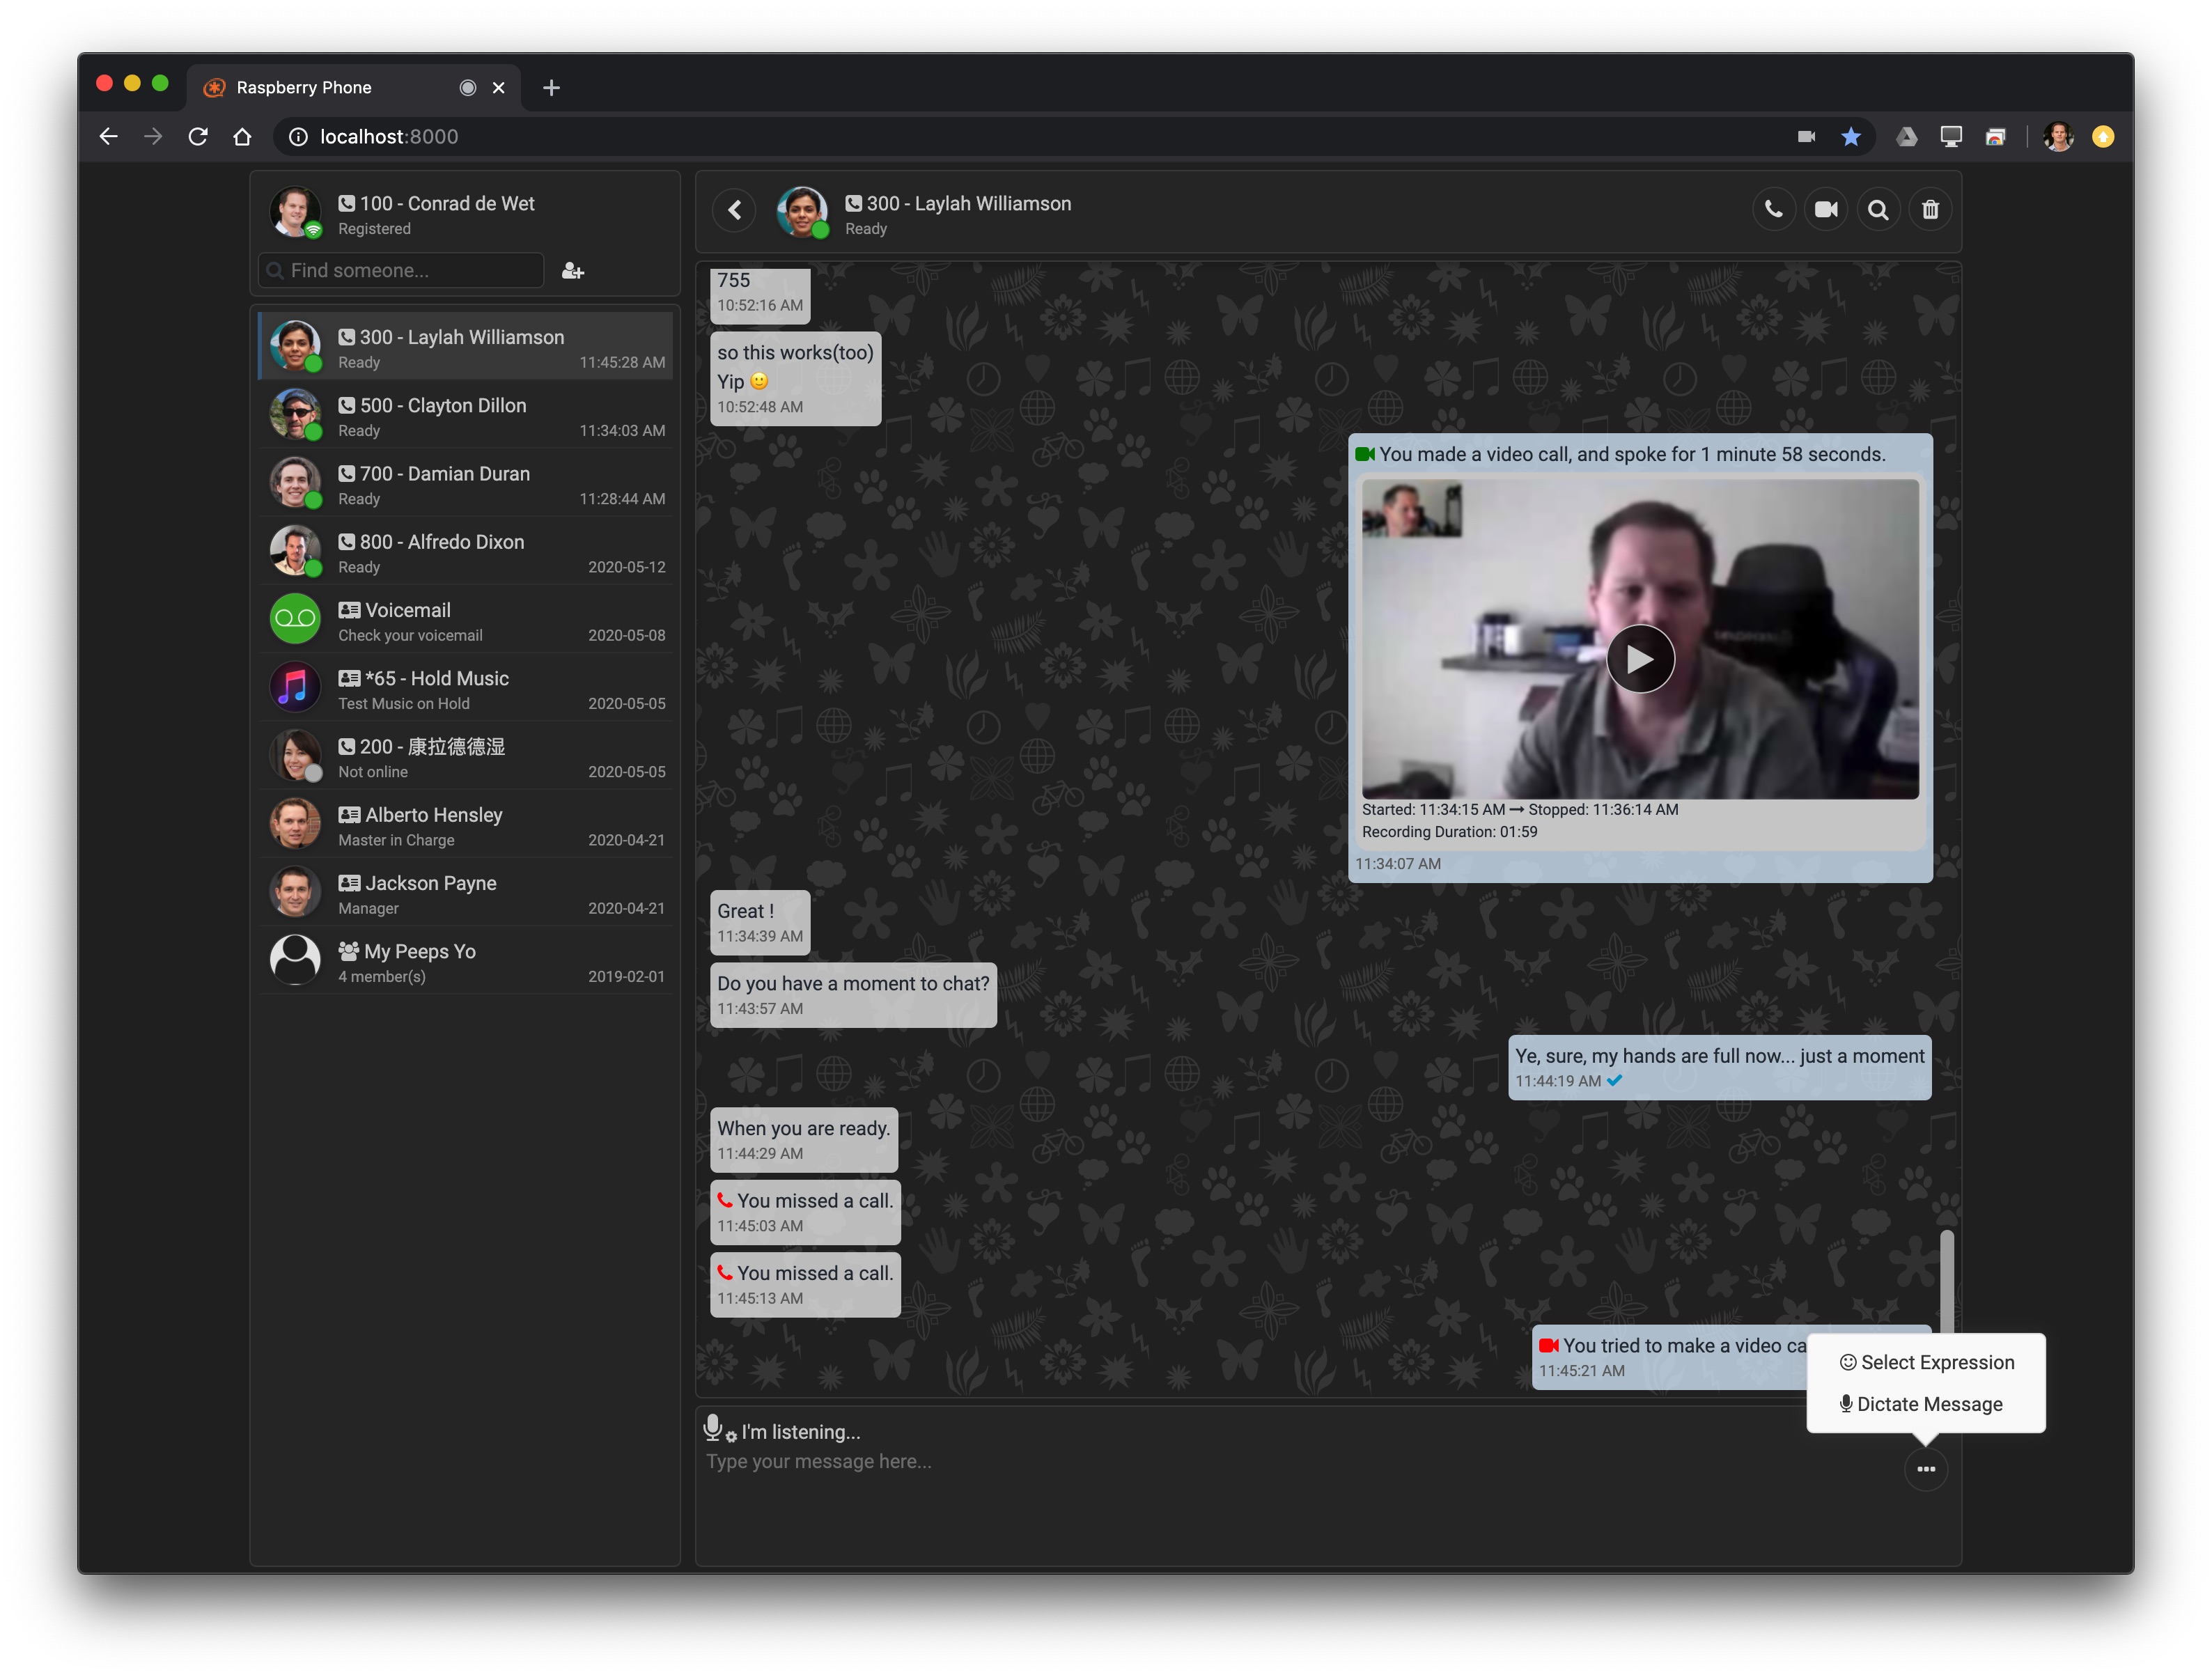 Raspberry Phone
localhost:8000
100 - Conrad de Wet
Registered
Find someone...
300 - Laylah Williamson
Ready
11:45:28 AM
500 - Clayton Dillon
Ready
11:34:03 AM
700 - Damian Duran
Ready
11:28:44 AM
800 - Alfredo Dixon
Ready
2020-05-12
Voicemail
Check your voicemail
2020-05-08
*65 - Hold Music
Test Music on Hold
2020-05-05
200 - 康拉德德湿
Not online
2020-05-05
Alberto Hensley
Master in Charge
2020-04-21
Jackson Payne
Manager
2020-04-21
My Peeps Yo
4 member(s)
2019-02-01
300 - Laylah Williamson
Ready
755
10:52:16 AM
so this works(too)
Yip 🙂
10:52:48 AM
You made a video call, and spoke for 1 minute 58 seconds.
Started: 11:34:15 AM → Stopped: 11:36:14 AM
Recording Duration: 01:59
11:34:07 AM
Great !
11:34:39 AM
Do you have a moment to chat?
11:43:57 AM
Ye, sure, my hands are full now... just a moment
11:44:19 AM
When you are ready.
11:44:29 AM
You missed a call.
11:45:03 AM
You missed a call.
11:45:13 AM
You tried to make a video ca
11:45:21 AM
Select Expression
Dictate Message
I'm listening...
Type your message here...